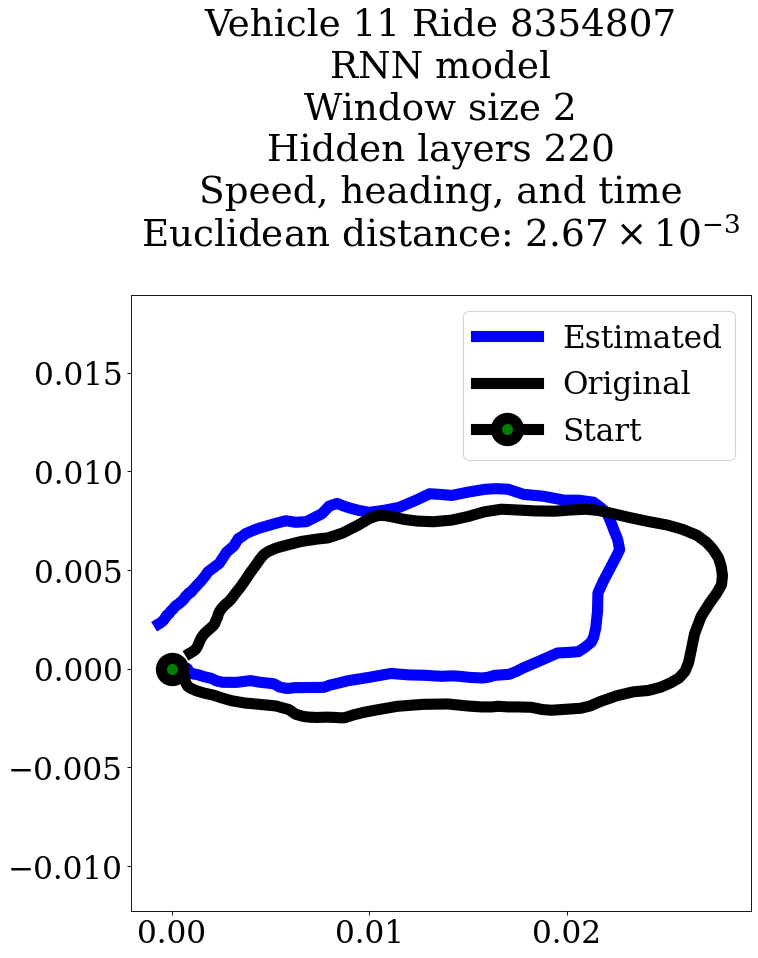 Vehicle 11 Ride 8354807
RNN model
Window size 2
Hidden layers 220
Speed, heading, and time
Euclidean distance: 2.67 × 10⁻³
Estimated
Original
Start
0.015
0.010
0.005
0.000
−0.005
−0.010
0.00 0.01 0.02